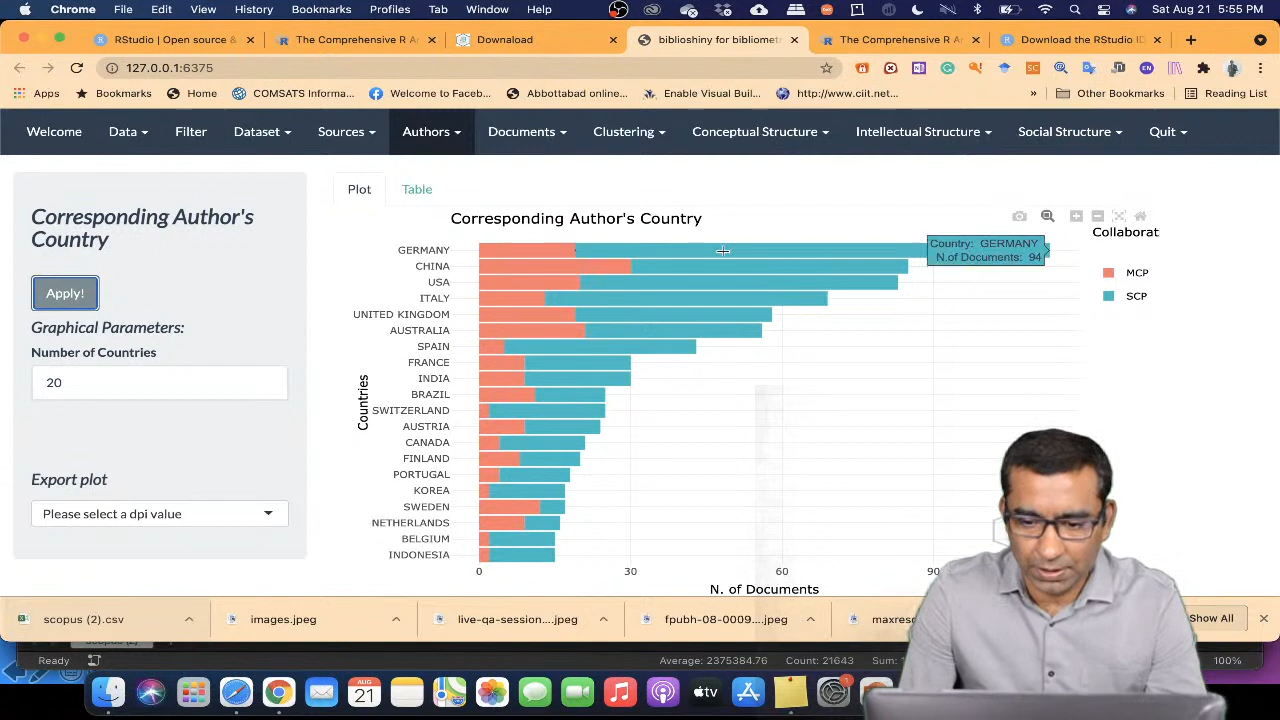 Chrome File Edit View History Bookmarks Profiles Tab Window Help Sat Aug 21 5:55 PM
RStudio | Open source & × The Comprehensive R Ar × Downaload × biblioshiny for bibliomet × The Comprehensive R Ar × Download the RStudio ID ×
127.0.0.1:6375
Apps Bookmarks Home COMSATS Informa... Welcome to Faceb... Abbottabad online... Enable Visual Buil... http://www.ciit.net... » Other Bookmarks Reading List
Welcome Data Filter Dataset Sources Authors Documents Clustering Conceptual Structure Intellectual Structure Social Structure Quit
Corresponding Author's
Country
Apply!
Graphical Parameters:
Number of Countries
20
Export plot
Please select a dpi value
Plot Table
Corresponding Author's Country
Collaborat
MCP
SCP
Country: GERMANY
N.of Documents: 94
Countries
GERMANY
CHINA
USA
ITALY
UNITED KINGDOM
AUSTRALIA
SPAIN
FRANCE
INDIA
BRAZIL
SWITZERLAND
AUSTRIA
CANADA
FINLAND
PORTUGAL
KOREA
SWEDEN
NETHERLANDS
BELGIUM
INDONESIA
0 30 60 90
N. of Documents
scopus (2).csv images.jpeg live-qa-session....jpeg fpubh-08-0009....jpeg maxres Show All ×
scopus (2)
Ready Average: 2375384.76 Count: 21643 Sum: 100%
AUG
21
tv